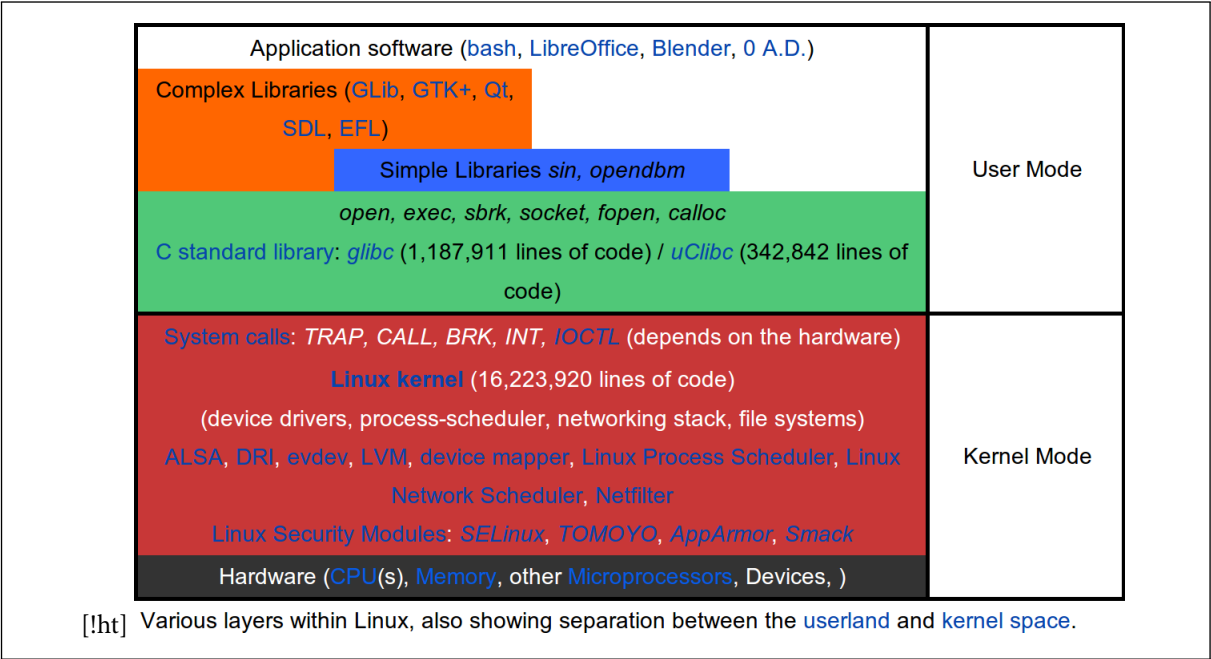 Application software (bash, LibreOffice, Blender, 0 A.D.)
Complex Libraries (GLib, GTK+, Qt,
SDL, EFL)
Simple Libraries sin, opendbm
User Mode
open, exec, sbrk, socket, fopen, calloc
C standard library: glibc (1,187,911 lines of code) / uClibc (342,842 lines of
code)
System calls: TRAP, CALL, BRK, INT, IOCTL (depends on the hardware)
Linux kernel (16,223,920 lines of code)
(device drivers, process-scheduler, networking stack, file systems)
ALSA, DRI, evdev, LVM, device mapper, Linux Process Scheduler, Linux
Network Scheduler, Netfilter
Kernel Mode
Linux Security Modules: SELinux, TOMOYO, AppArmor, Smack
Hardware (CPU(s), Memory, other Microprocessors, Devices, )
[!ht] Various layers within Linux, also showing separation between the userland and kernel space.